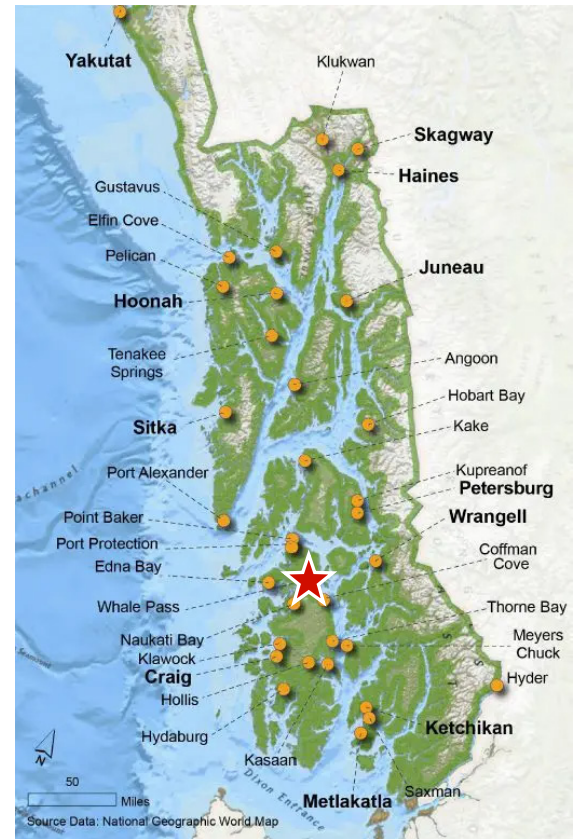 Yakutat
Klukwan
Skagway
Haines
Gustavus
Elfin Cove
Pelican
Juneau
Hoonah
Tenakee
Springs
Angoon
Hobart Bay
Sitka
Kake
Port Alexander
Kupreanof
Petersburg
Point Baker
Wrangell
Port Protection
Coffman
Cove
Edna Bay
Whale Pass
Thorne Bay
Naukati Bay
Meyers
Chuck
Klawock
Craig
Hyder
Hollis
Hydaburg
Ketchikan
Kasaan
Saxman
Metlakatla
Dixon Entrance
N
50
Miles
Source Data: National Geographic World Map